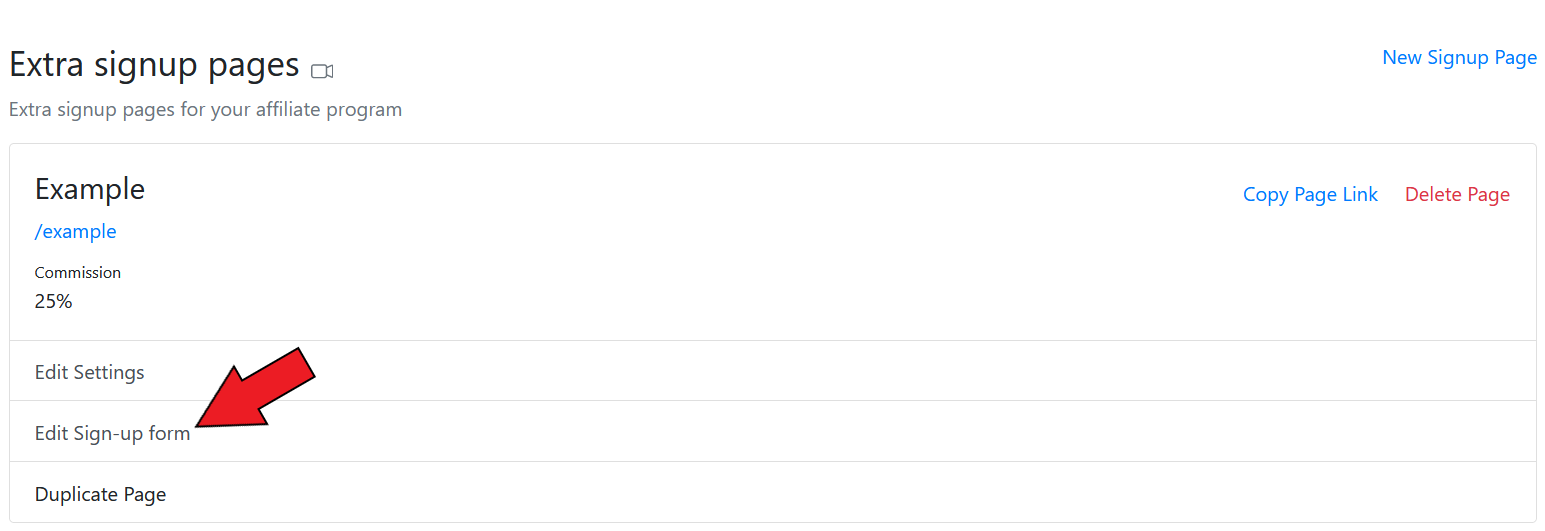 Extra signup pages
New Signup Page
Extra signup pages for your affiliate program
Example
Copy Page Link
Delete Page
/example
Commission
25%
Edit Settings
Edit Sign-up form
Duplicate Page